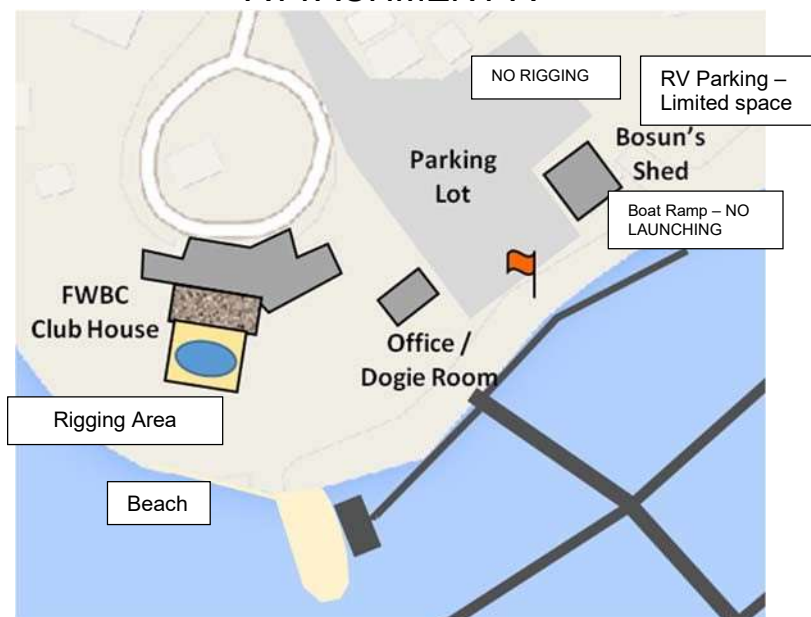 NO RIGGING
RV Parking –
Limited space
Bosun's
Shed
Parking
Lot
Boat Ramp – NO
LAUNCHING
FWBC
Club House
Office /
Dogie Room
Rigging Area
Beach